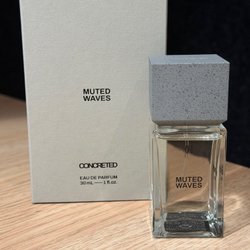 MUTED
WAVES
CONCRETED
EAU DE PARFUM
30 mL — 1 fl.oz.
MUTED
WAVES